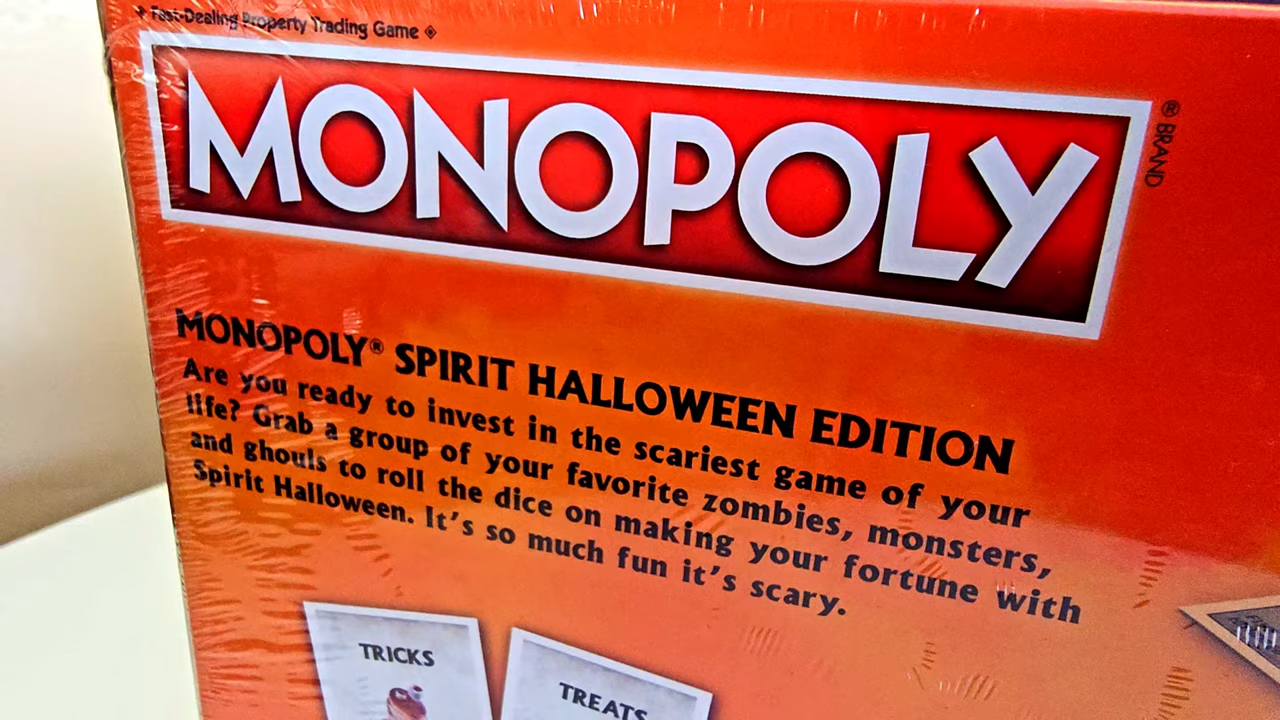 Fast-Dealing Property Trading Game
MONOPOLY
® BRAND
MONOPOLY® SPIRIT HALLOWEEN EDITION
Are you ready to invest in the scariest game of your
life? Grab a group of your favorite zombies, monsters,
and ghouls to roll the dice on making your fortune with
Spirit Halloween. It's so much fun it's scary.
TRICKS
TREATS